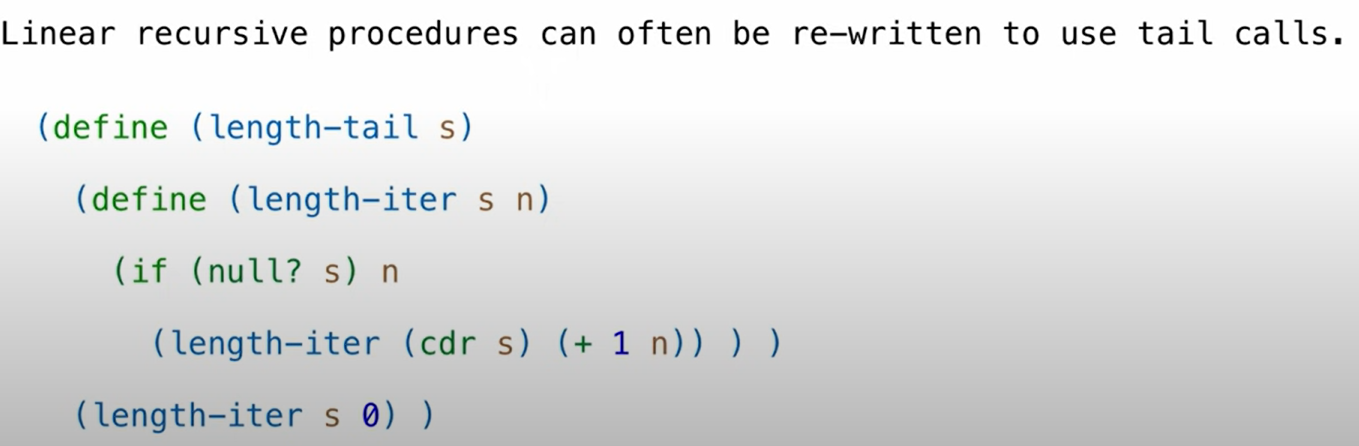 Linear recursive procedures can often be re-written to use tail calls.
(define (length-tail s)
(define (length-iter s n)
(if (null? s) n
(length-iter (cdr s) (+ 1 n)) ) )
(length-iter s 0) )